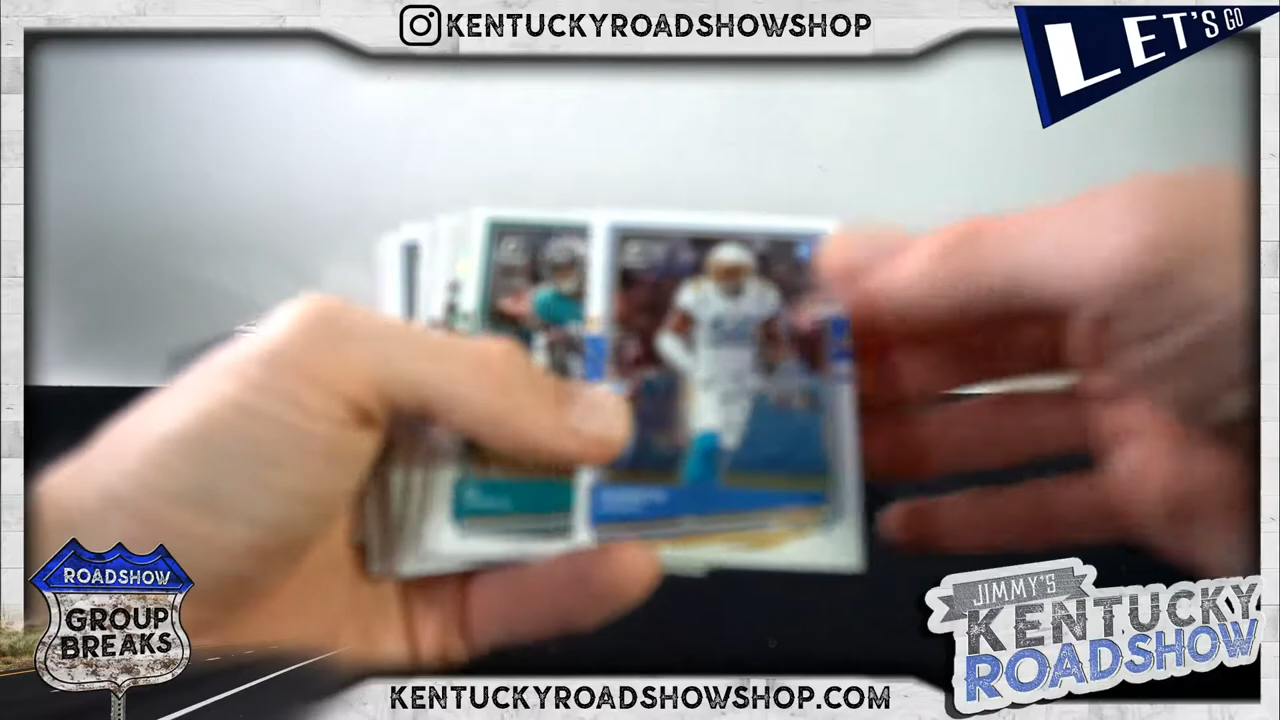 KENTUCKYROADSHOWSHOP
LET'S GO
ROADSHOW
GROUP
BREAKS
JIMMY'S
KENTUCKY
ROADSHOW
KENTUCKYROADSHOWSHOP.COM